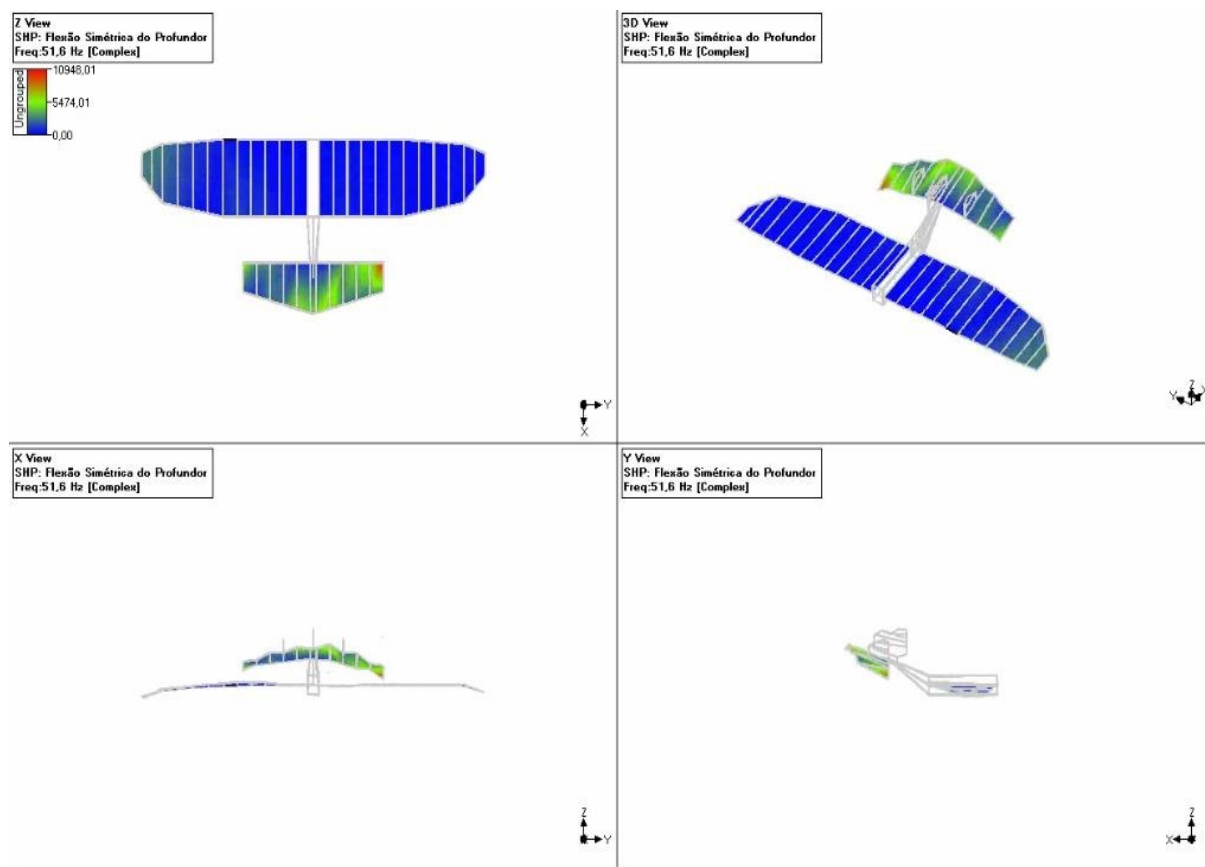 Z View
SHP: Flexão Simétrica do Profundor
Freq:51,6 Hz [Complex]
Ungrouped
10948,01
5474,01
0,00
Y
X
3D View
SHP: Flexão Simétrica do Profundor
Freq:51,6 Hz [Complex]
Z
Y
X View
SHP: Flexão Simétrica do Profundor
Freq:51,6 Hz [Complex]
Z
Y
Y View
SHP: Flexão Simétrica do Profundor
Freq:51,6 Hz [Complex]
Z
X